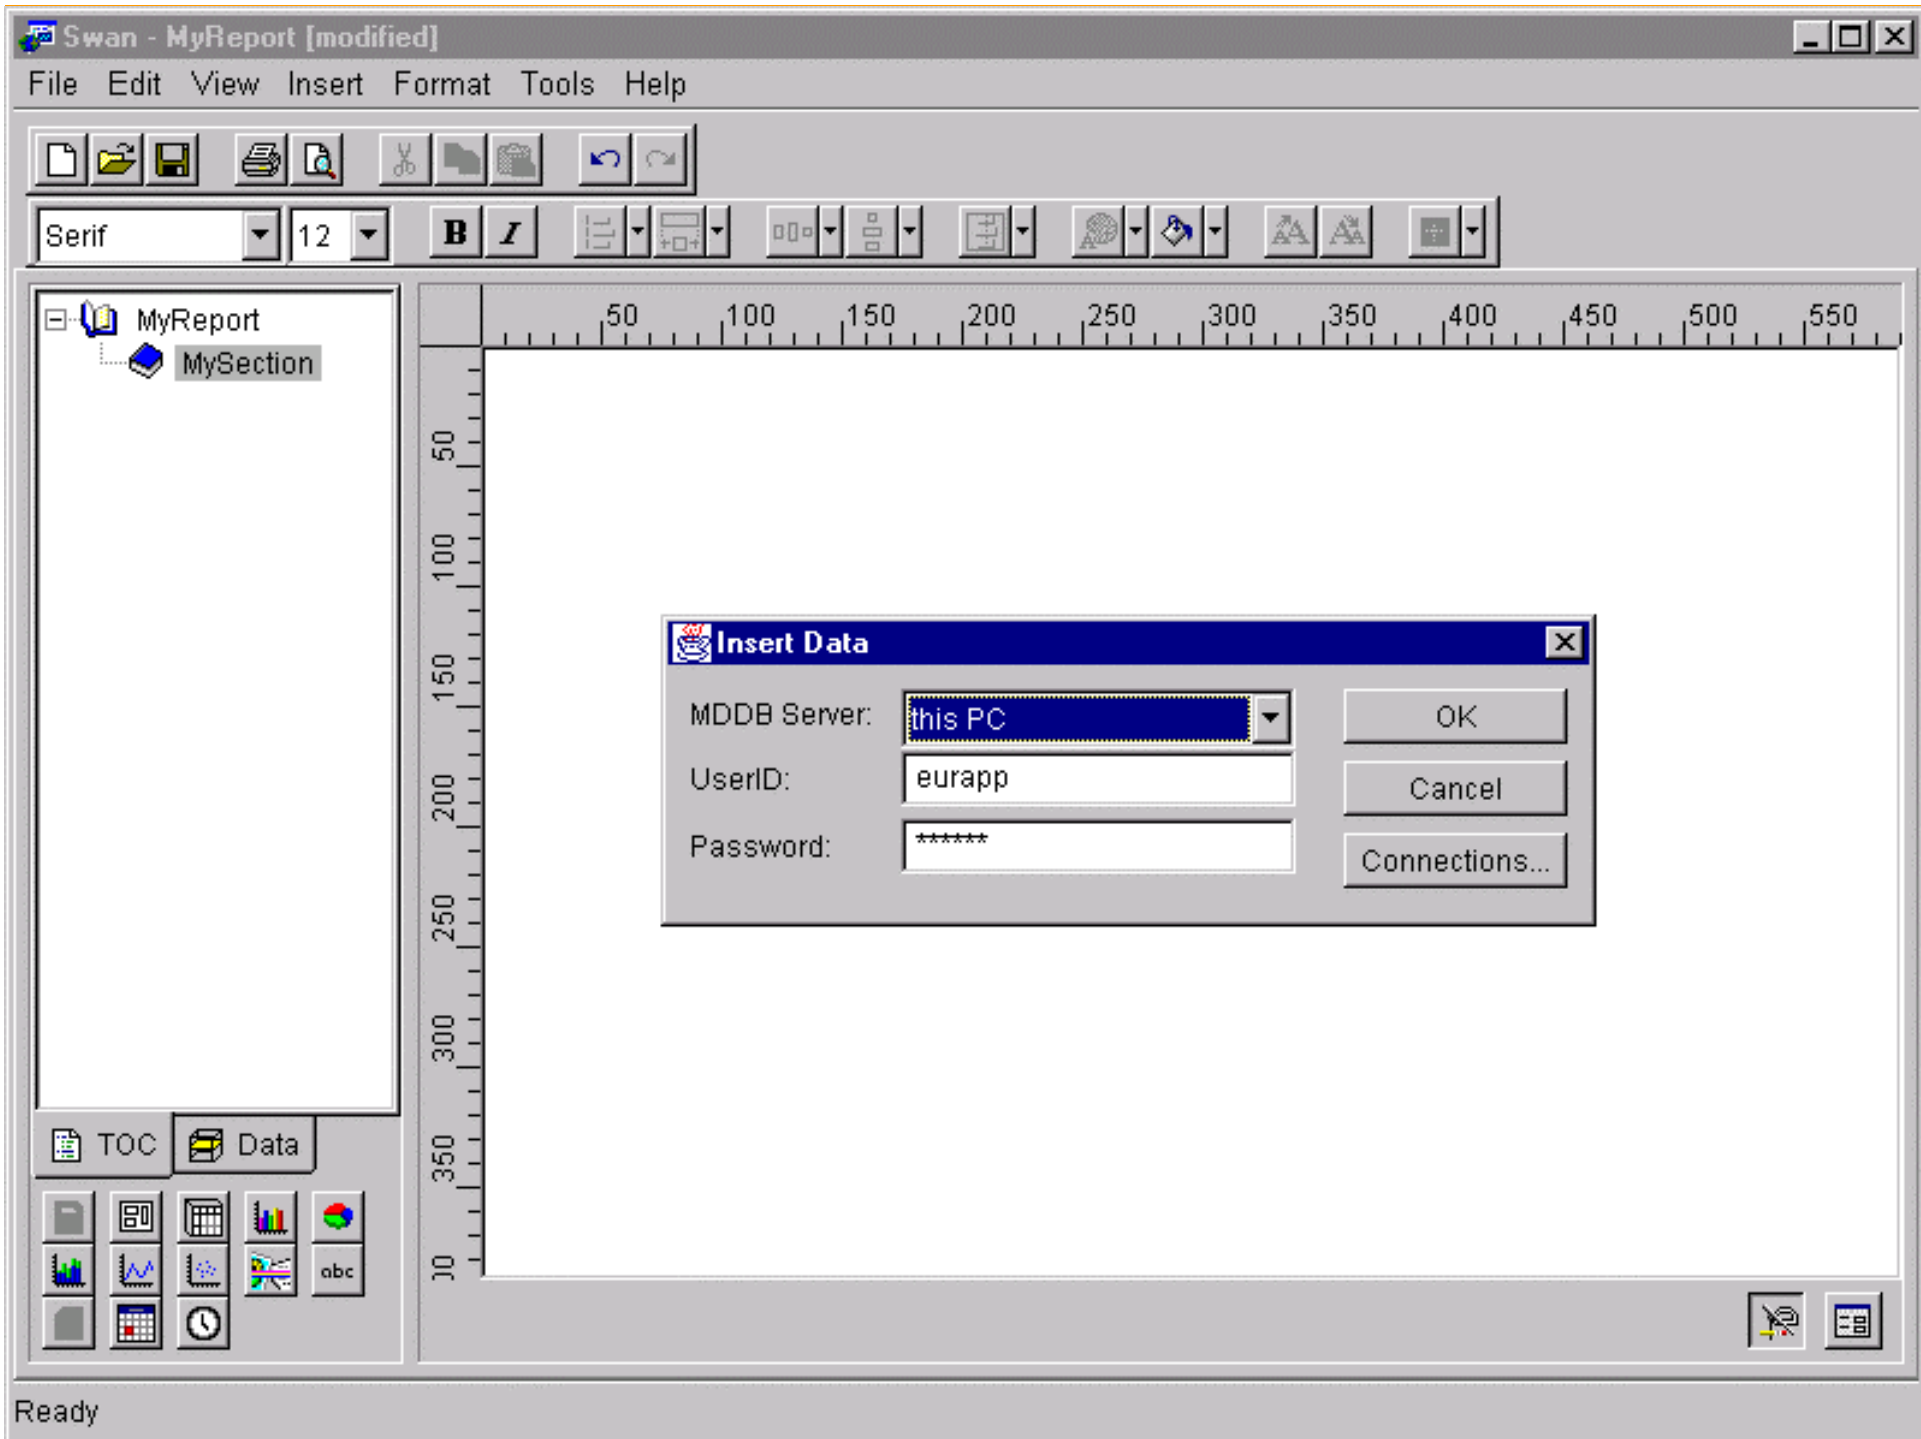 Swan - MyReport [modified]
File Edit View Insert Format Tools Help
Serif 12 B I
MyReport
MySection
50 100 150 200 250 300 350 400 450 500 550
50
100
150
200
250
300
350
Insert Data
MDDB Server: this PC OK
UserID: eurapp Cancel
Password: ****** Connections...
TOC Data
abc
Ready